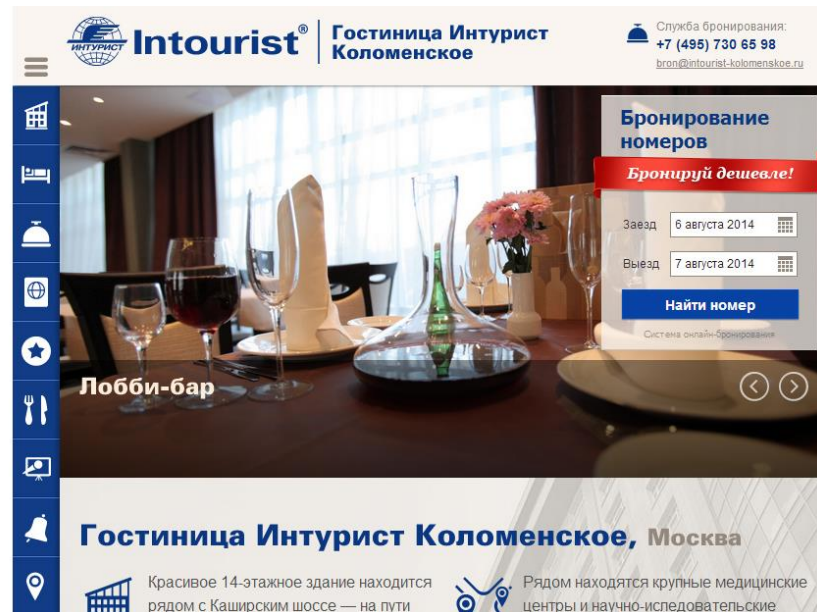 ИНТУРИСТ
Intourist®
Гостиница Интурист
Коломенское
Служба бронирования:
+7 (495) 730 65 98
bron@intourist-kolomenskoe.ru
Бронирование
номеров
Бронируй дешевле!
Заезд 6 августа 2014
Выезд 7 августа 2014
Найти номер
Система онлайн-бронирования
Лобби-бар
Гостиница Интурист Коломенское, Москва
Красивое 14-этажное здание находится
рядом с Каширским шоссе — на пути
Рядом находятся крупные медицинские
центры и научно-иследовательские